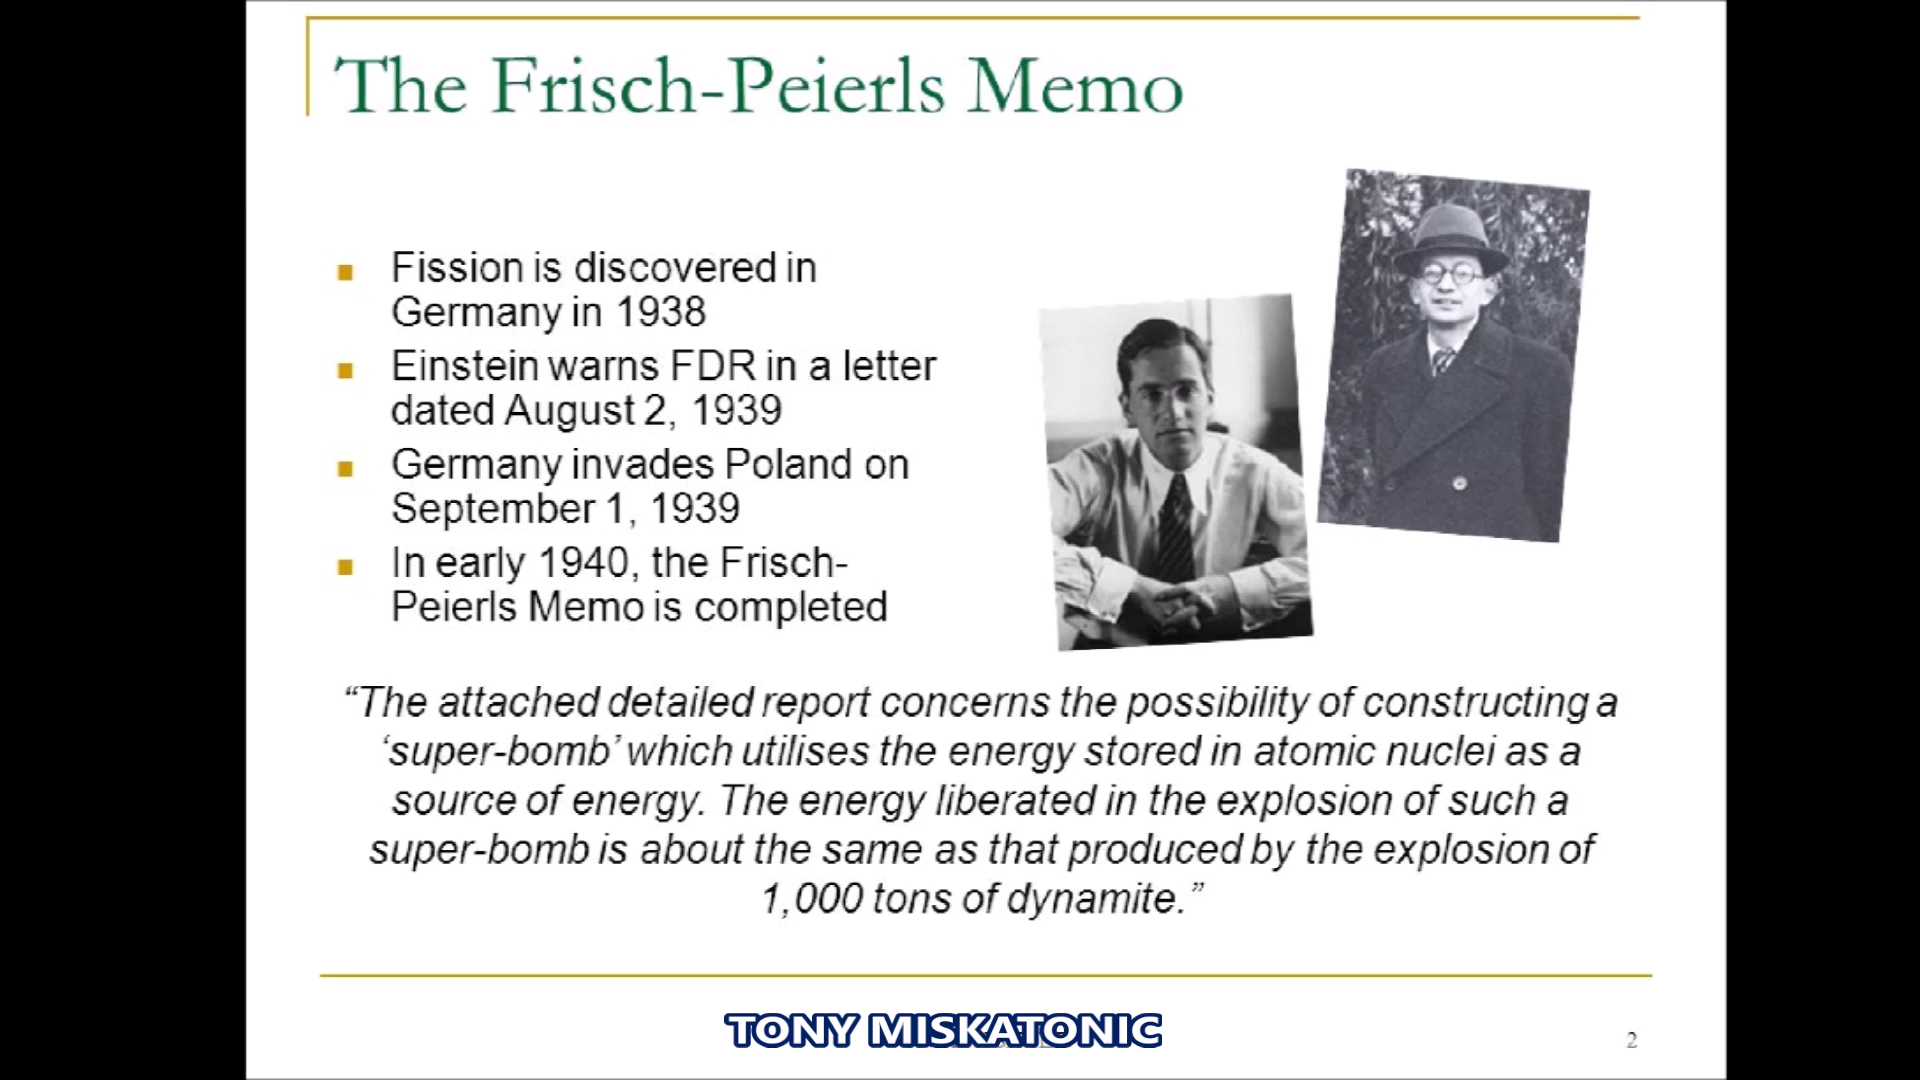 The Frisch-Peierls Memo
Fission is discovered in
Germany in 1938
Einstein warns FDR in a letter
dated August 2, 1939
Germany invades Poland on
September 1, 1939
In early 1940, the Frisch-
Peierls Memo is completed
“The attached detailed report concerns the possibility of constructing a
‘super-bomb’ which utilises the energy stored in atomic nuclei as a
source of energy. The energy liberated in the explosion of such a
super-bomb is about the same as that produced by the explosion of
1,000 tons of dynamite.”
TONY MISKATONIC
2